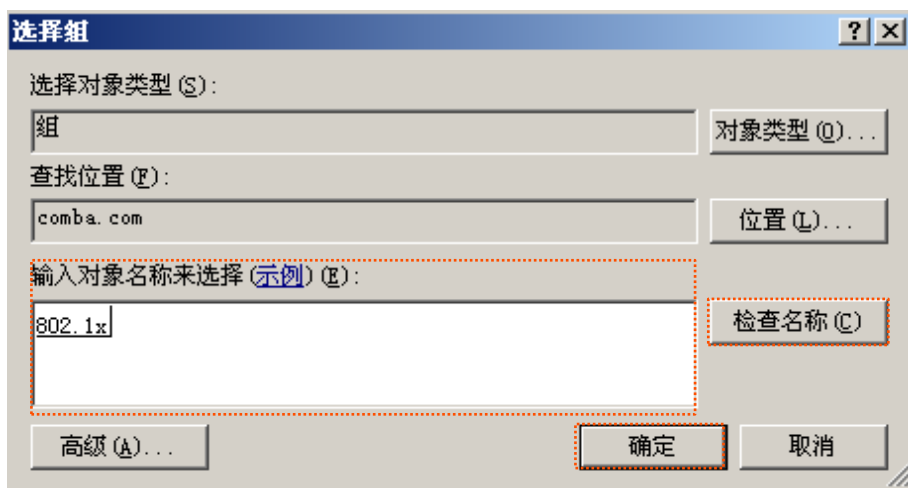 选择组
选择对象类型(S):
组
对象类型(O)...
查找位置(F):
comba.com
位置(L)...
输入对象名称来选择(示例)(E):
802.1x
检查名称(C)
高级(A)...
确定
取消